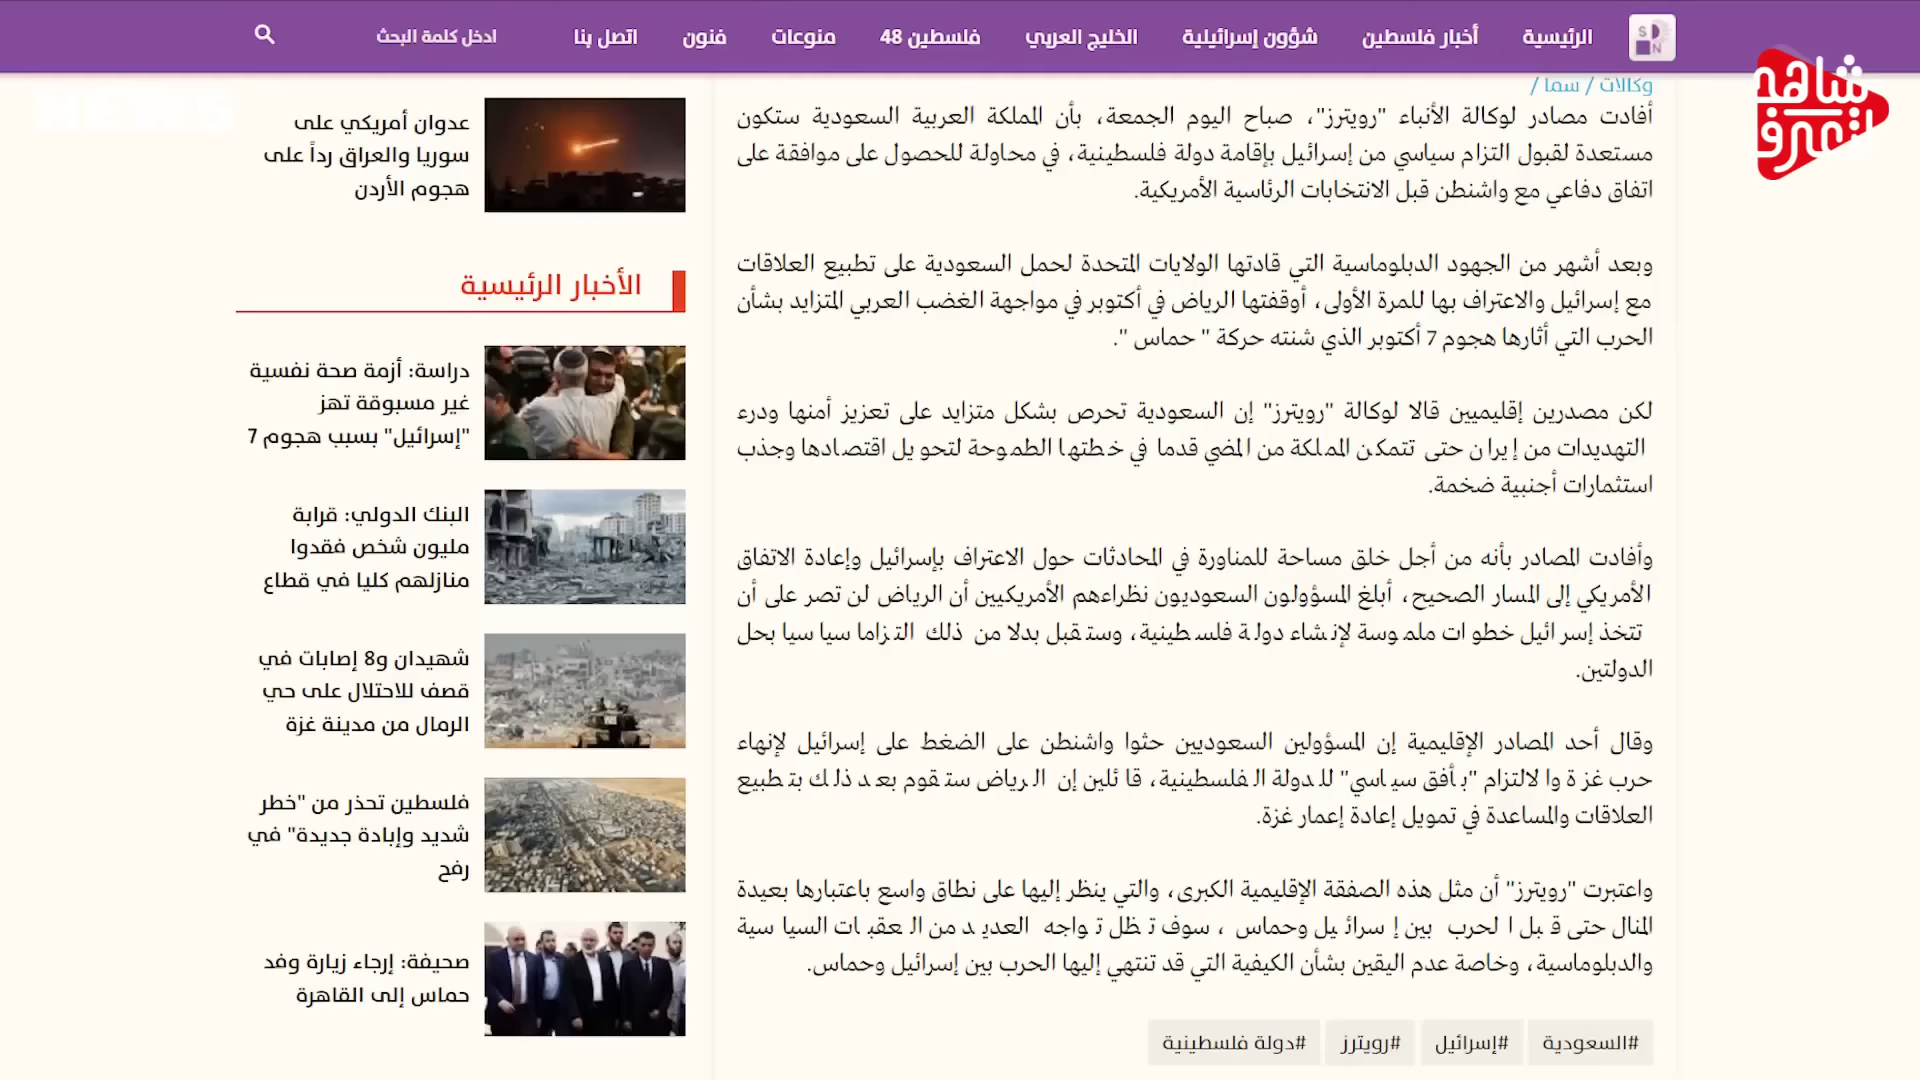 الرئيسية
أخبار فلسطين
شؤون إسرائيلية
الخليج العربي
فلسطين 48
منوعات
فنون
اتصل بنا
ادخل كلمة البحث
شاهد
NEWS
وكالات / سما /
أفادت مصادر لوكالة الأنباء "رويترز"، صباح اليوم الجمعة، بأن المملكة العربية السعودية ستكون
مستعدة لقبول التزام سياسي من إسرائيل بإقامة دولة فلسطينية، في محاولة للحصول على موافقة على
اتفاق دفاعي مع واشنطن قبل الانتخابات الرئاسية الأمريكية.
وبعد أشهر من الجهود الدبلوماسية التي قادتها الولايات المتحدة لحمل السعودية على تطبيع العلاقات
مع إسرائيل والاعتراف بها للمرة الأولى، أوقفتها الرياض في أكتوبر في مواجهة الغضب العربي المتزايد بشأن
الحرب التي أثارها هجوم 7 أكتوبر الذي شنته حركة " حماس ".
لكن مصدرين إقليميين قالا لوكالة "رويترز" إن السعودية تحرص بشكل متزايد على تعزيز أمنها ودرء
التهديدات من إيران حتى تتمكن المملكة من المضي قدما في خطتها الطموحة لتحويل اقتصادها وجذب
استثمارات أجنبية ضخمة.
وأفادت المصادر بأنه من أجل خلق مساحة للمناورة في المحادثات حول الاعتراف بإسرائيل وإعادة الاتفاق
الأمريكي إلى المسار الصحيح، أبلغ المسؤولون السعوديون نظراءهم الأمريكيين أن الرياض لن تصر على أن
تتخذ إسرائيل خطوات ملموسة لإنشاء دولة فلسطينية، وستقبل بدلا من ذلك التزاما سياسيا بحل
الدولتين.
وقال أحد المصادر الإقليمية إن المسؤولين السعوديين حثوا واشنطن على الضغط على إسرائيل لإنهاء
حرب غزة والالتزام "بأفق سياسي" للدولة الفلسطينية، قائلين إن الرياض ستقوم بعد ذلك بتطبيع
العلاقات والمساعدة في تمويل إعادة إعمار غزة.
واعتبرت "رويترز" أن مثل هذه الصفقة الإقليمية الكبرى، والتي ينظر إليها على نطاق واسع باعتبارها بعيدة
المنال حتى قبل الحرب بين إسرائيل وحماس ، سوف تظل تواجه العديد من العقبات السياسية
والدبلوماسية، وخاصة عدم اليقين بشأن الكيفية التي قد تنتهي إليها الحرب بين إسرائيل وحماس.
#السعودية
#إسرائيل
#رويترز
#دولة فلسطينية
عدوان أمريكي على
سوريا والعراق رداً على
هجوم الأردن
الأخبار الرئيسية
دراسة: أزمة صحة نفسية
غير مسبوقة تهز
"إسرائيل" بسبب هجوم 7
البنك الدولي: قرابة
مليون شخص فقدوا
منازلهم كليا في قطاع
شهيدان و8 إصابات في
قصف للاحتلال على حي
الرمال من مدينة غزة
فلسطين تحذر من "خطر
شديد وإبادة جديدة" في
رفح
صحيفة: إرجاء زيارة وفد
حماس إلى القاهرة